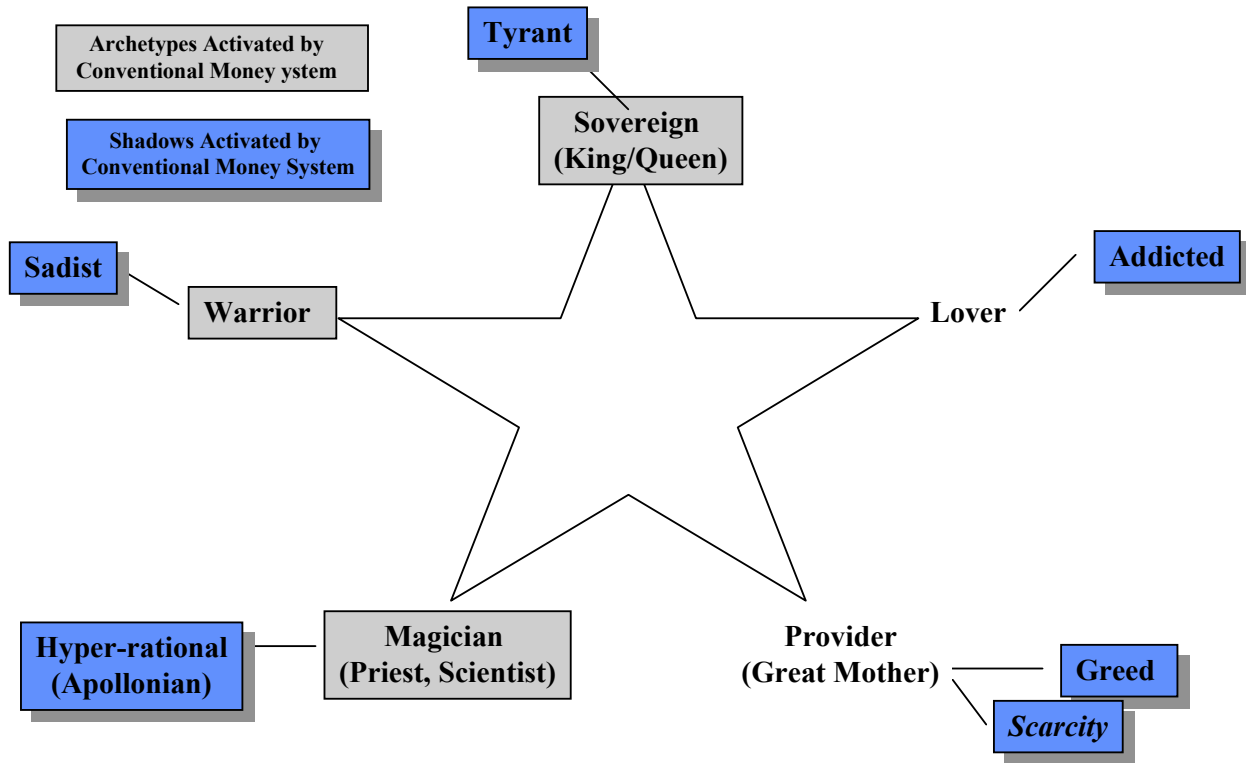 Archetypes Activated by
Conventional Money ystem
Shadows Activated by
Conventional Money System
Tyrant
Sovereign
(King/Queen)
Sadist
Warrior
Addicted
Lover
Hyper-rational
(Apollonian)
Magician
(Priest, Scientist)
Provider
(Great Mother)
Greed
Scarcity